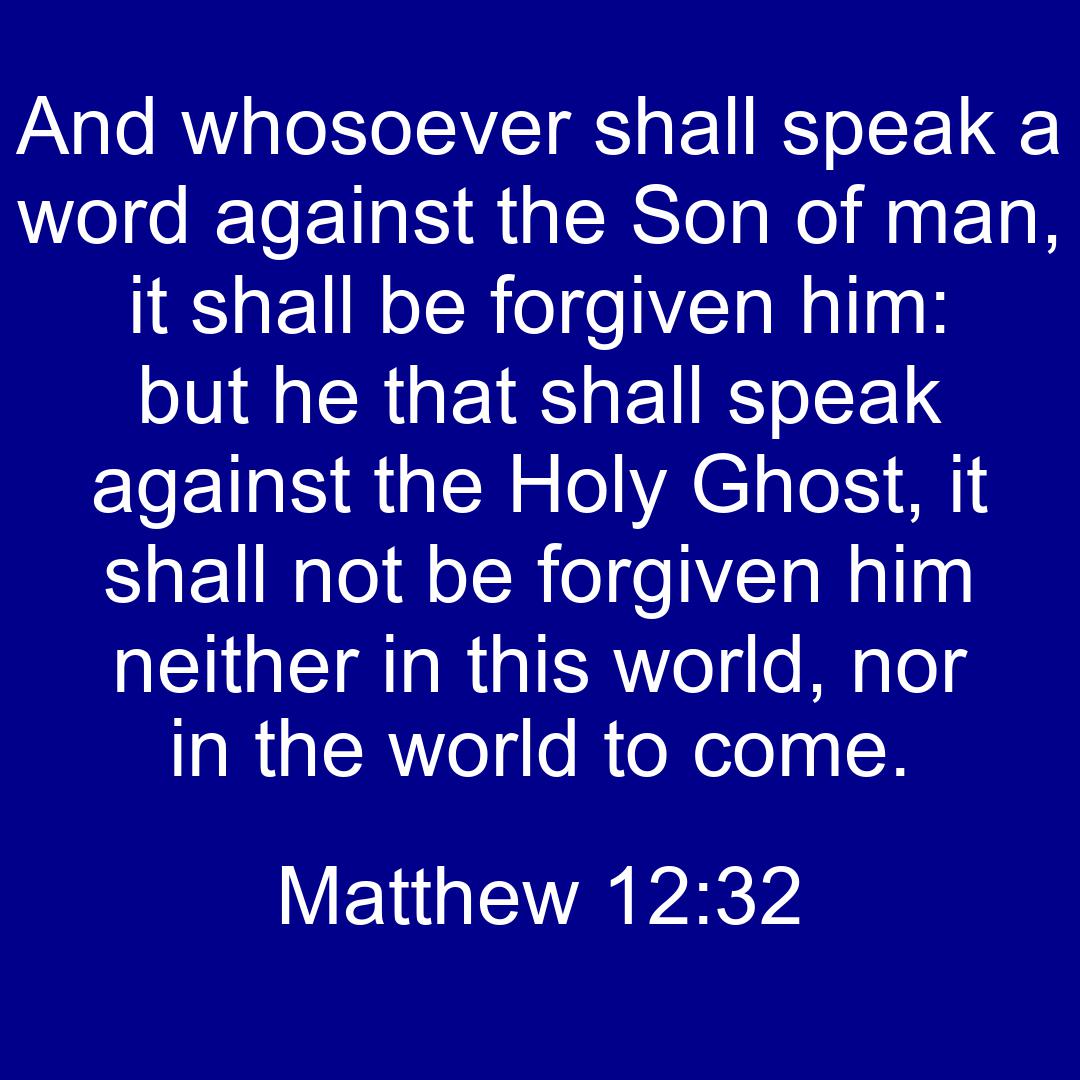 And whosoever shall speak a
word against the Son of man,
it shall be forgiven him:
but he that shall speak
against the Holy Ghost, it
shall not be forgiven him
neither in this world, nor
in the world to come.
Matthew 12:32